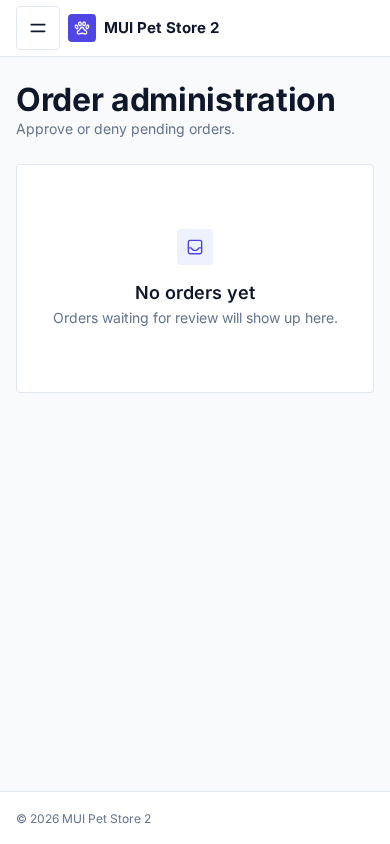 MUI Pet Store 2
Order administration
Approve or deny pending orders.
No orders yet
Orders waiting for review will show up here.
© 2026 MUI Pet Store 2